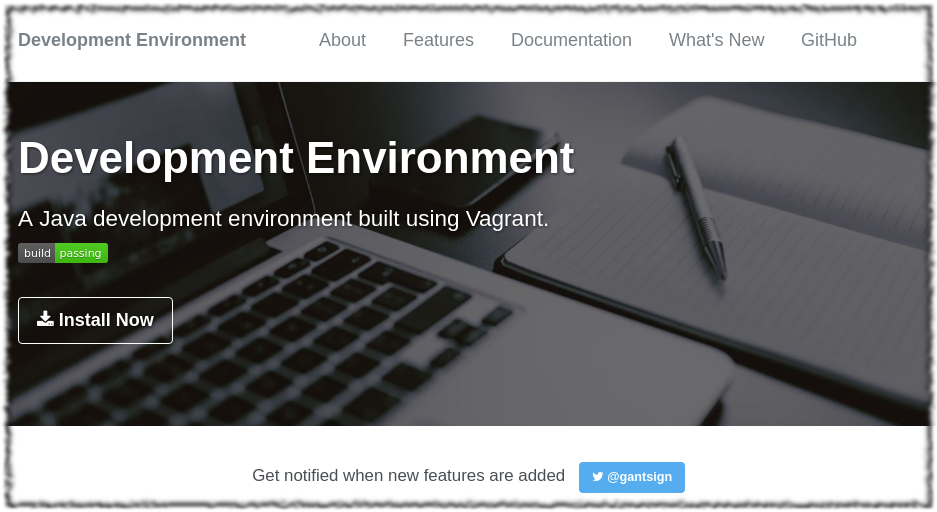 Development Environment About Features Documentation What's New GitHub
Development Environment
A Java development environment built using Vagrant.
build passing
Install Now
Get notified when new features are added @gantsign